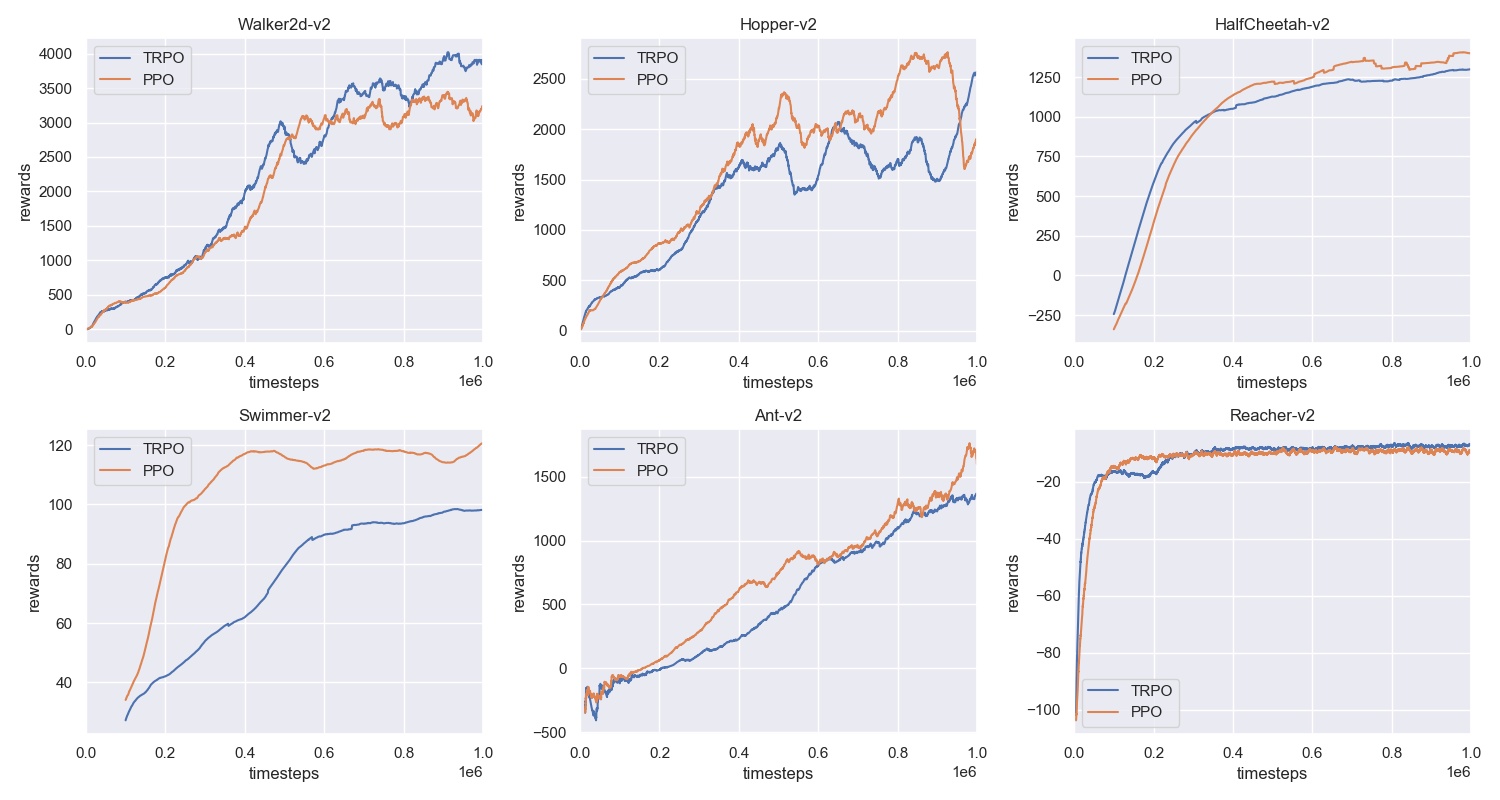 Walker2d-v2
TRPO
PPO
4000
3500
3000
2500
2000
1500
1000
500
0
rewards
0.0 0.2 0.4 0.6 0.8 1.0
1e6
timesteps
Hopper-v2
TRPO
PPO
2500
2000
1500
1000
500
0
rewards
0.0 0.2 0.4 0.6 0.8 1.0
1e6
timesteps
HalfCheetah-v2
TRPO
PPO
1250
1000
750
500
250
0
−250
rewards
0.0 0.2 0.4 0.6 0.8 1.0
1e6
timesteps
Swimmer-v2
TRPO
PPO
120
100
80
60
40
rewards
0.0 0.2 0.4 0.6 0.8 1.0
1e6
timesteps
Ant-v2
TRPO
PPO
1500
1000
500
0
−500
rewards
0.0 0.2 0.4 0.6 0.8 1.0
1e6
timesteps
Reacher-v2
−20
−40
−60
−80
−100
rewards
TRPO
PPO
0.0 0.2 0.4 0.6 0.8 1.0
1e6
timesteps